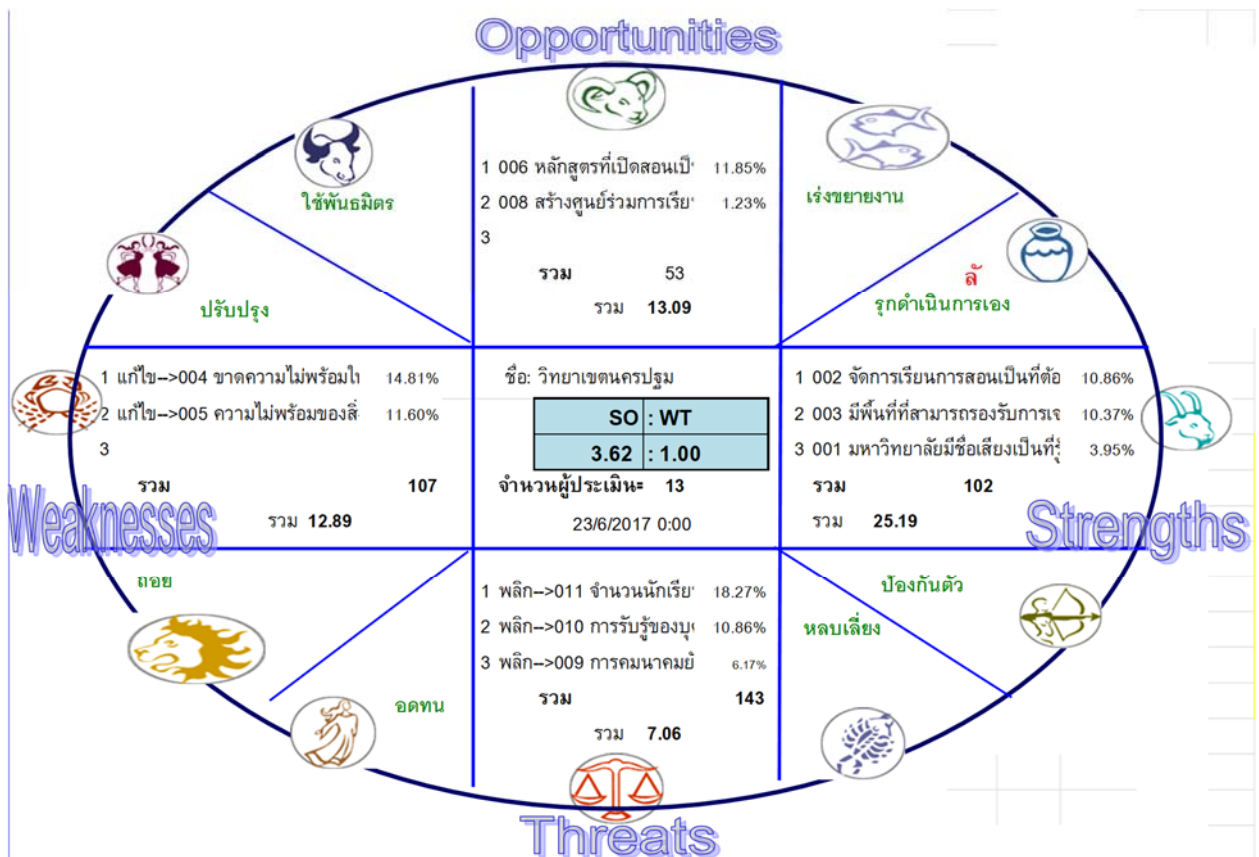 Opportunities
1 006 หลักสูตรที่เปิดสอนเป็ 11.85%
2 008 สร้างศูนย์ร่วมการเรีย 1.23%
3
รวม 53
รวม 13.09
ใช้พันธมิตร
เร่งขยายงาน
ปรับปรุง
ลั
รุกดำเนินการเอง
1 แก้ไข-->004 ขาดความไม่พร้อมใ 14.81%
2 แก้ไข-->005 ความไม่พร้อมของสิ่ 11.60%
3
รวม 107
รวม 12.89
Weaknesses
ชื่อ: วิทยาเขตนครปฐม
SO : WT
3.62 : 1.00
จำนวนผู้ประเมิน= 13
23/6/2017 0:00
1 002 จัดการเรียนการสอนเป็นที่ต้อ 10.86%
2 003 มีพื้นที่ที่สามารถรองรับการเจ 10.37%
3 001 มหาวิทยาลัยมีชื่อเสียงเป็นที่รู้ 3.95%
รวม 102
รวม 25.19
Strengths
ถอย
อดทน
1 พลิก-->011 จำนวนนักเรีย 18.27%
2 พลิก-->010 การรับรู้ของบุ 10.86%
3 พลิก-->009 การคมนาคมยั 6.17%
รวม 143
รวม 7.06
ป้องกันตัว
หลบเลี่ยง
Threats